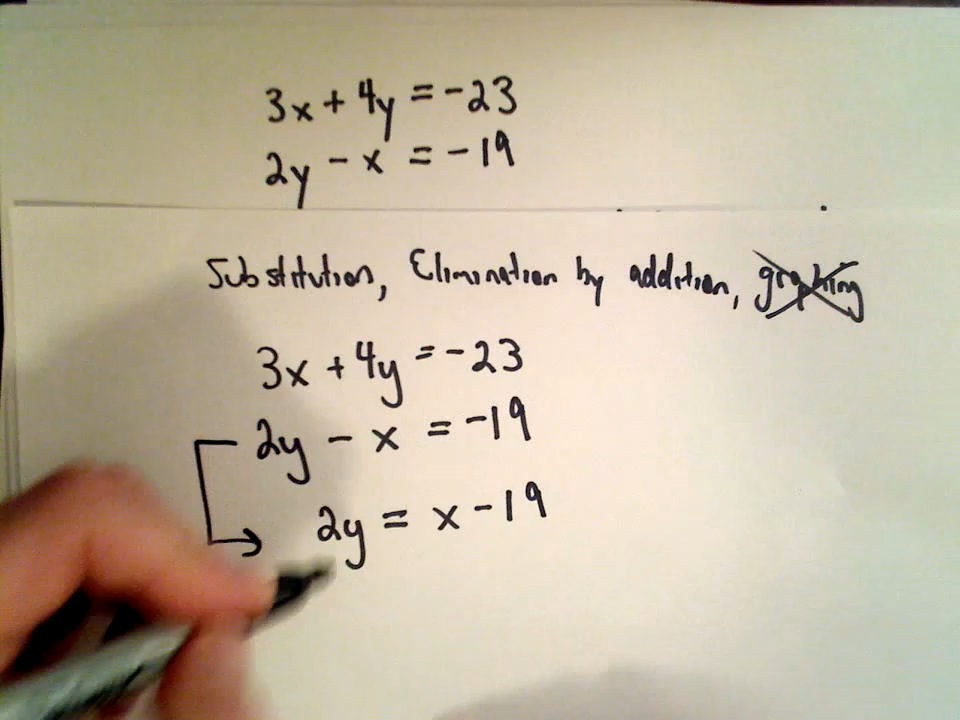 3x + 4y = -23
2y - x = -19
Substitution, Elimination by addition, graphing
3x + 4y = -23
2y - x = -19
2y = x - 19